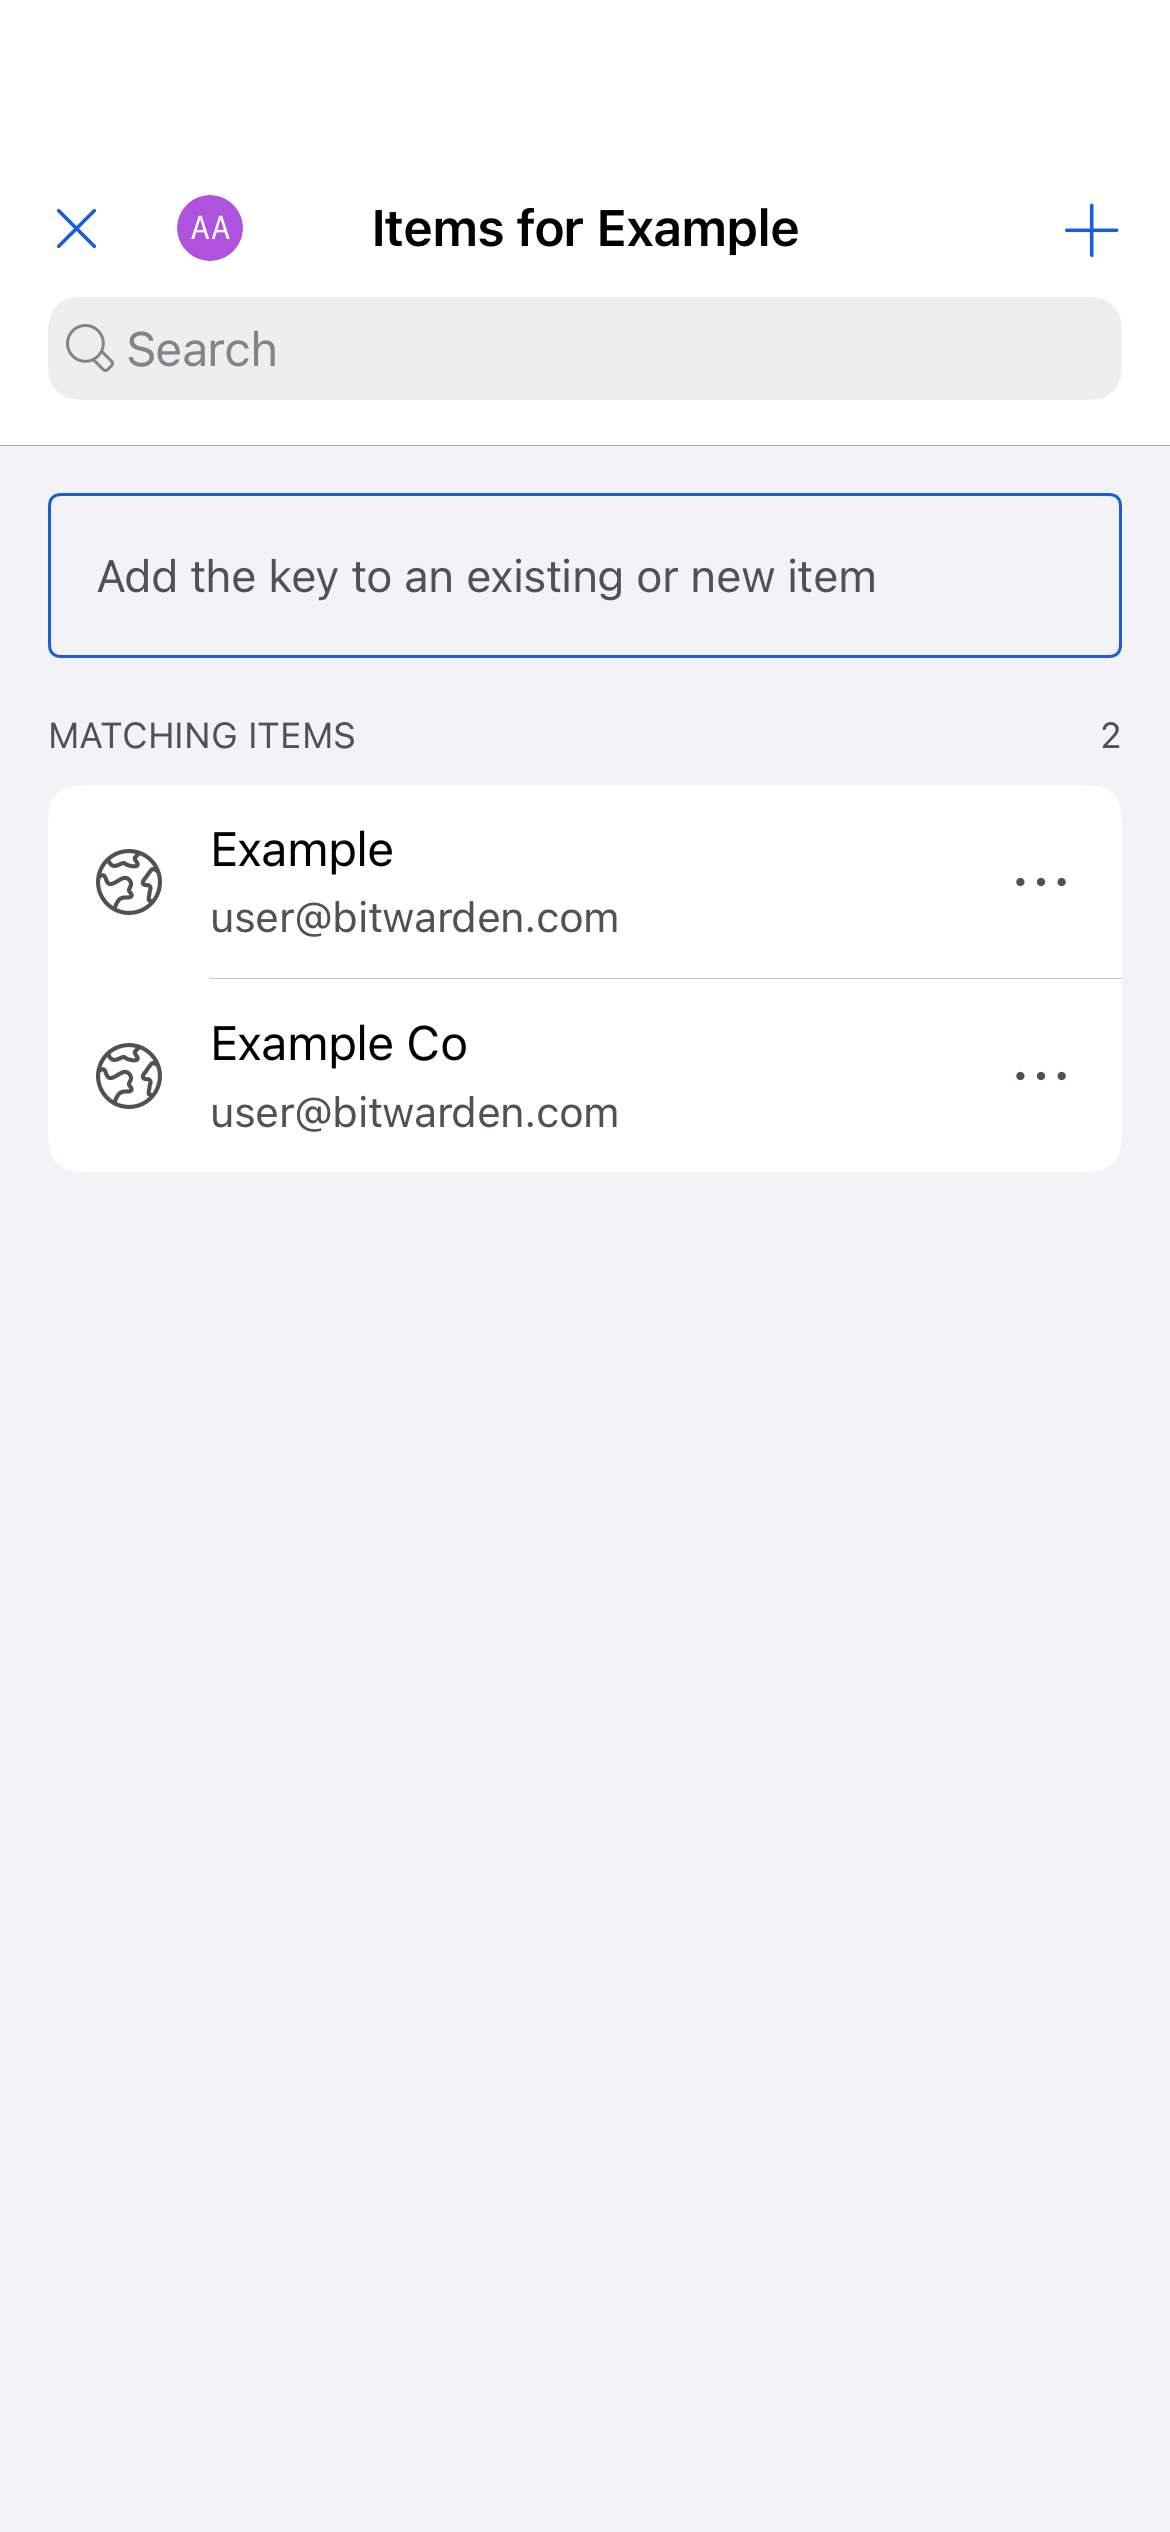 AA
Items for Example
Search
Add the key to an existing or new item
MATCHING ITEMS 2
Example
user@bitwarden.com
Example Co
user@bitwarden.com